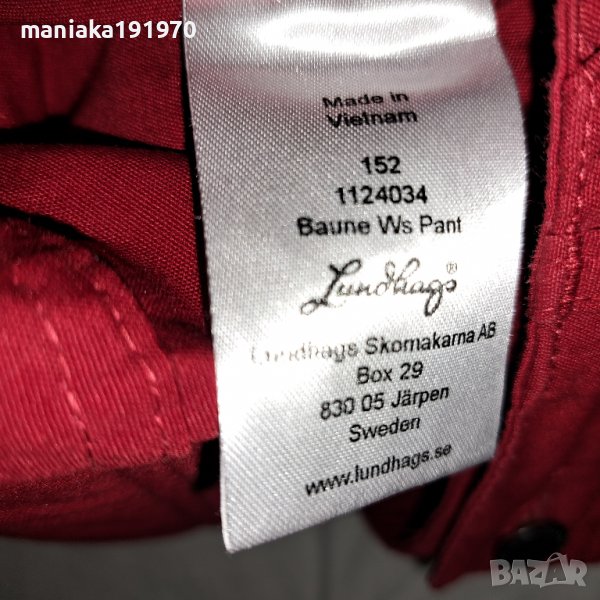 maniaka191970
Made in
Vietnam
152
1124034
Baune Ws Pant
Lundhags®
Lundhags Skomakarna AB
Box 29
830 05 Järpen
Sweden
www.lundhags.se
BAZAR